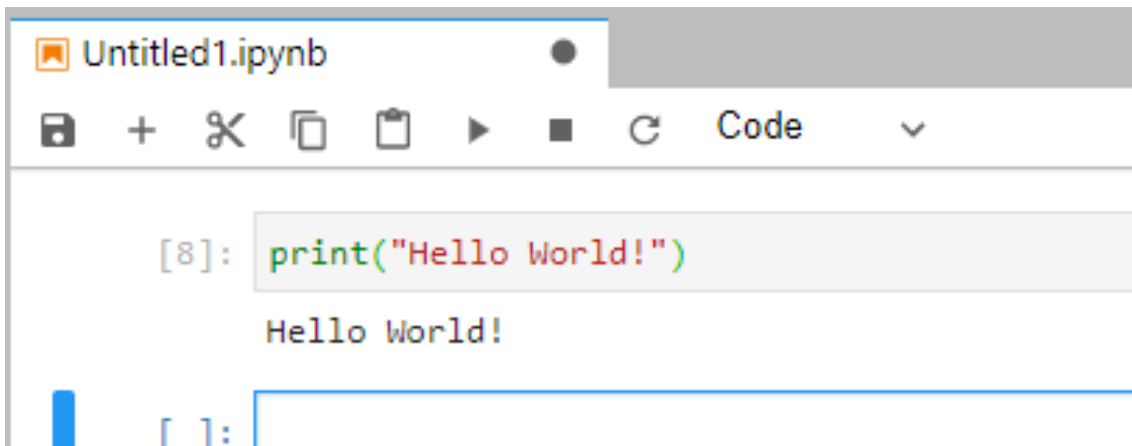 Untitled1.ipynb
Code
[8]: print("Hello World!")
Hello World!
[ ]: